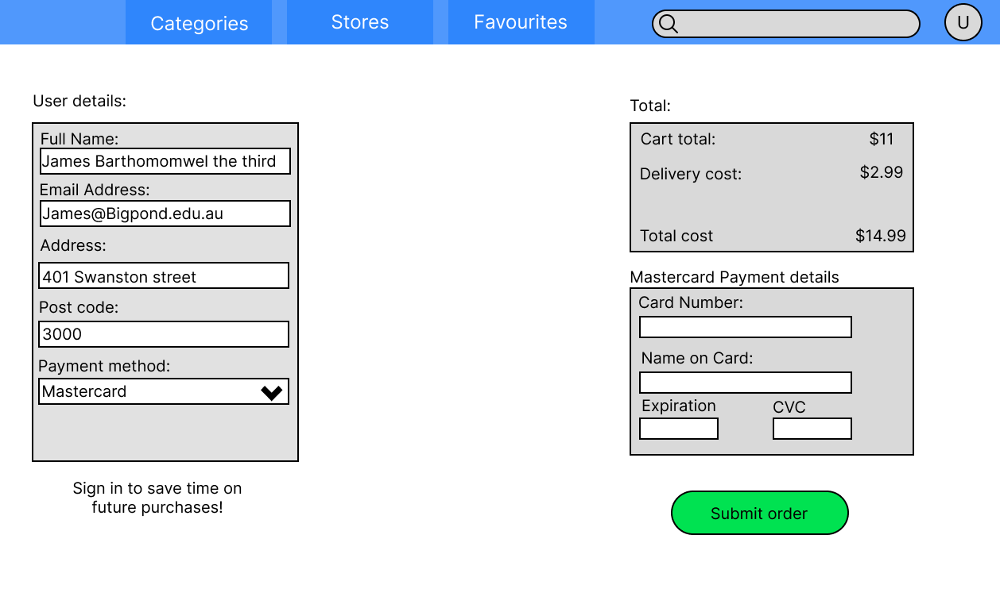 Categories
Stores
Favourites
U
User details:
Full Name:
James Barthomomwel the third
Email Address:
James@Bigpond.edu.au
Address:
401 Swanston street
Post code:
3000
Payment method:
Mastercard
Sign in to save time on
future purchases!
Total:
Cart total: $11
Delivery cost: $2.99
Total cost $14.99
Mastercard Payment details
Card Number:
Name on Card:
Expiration CVC
Submit order